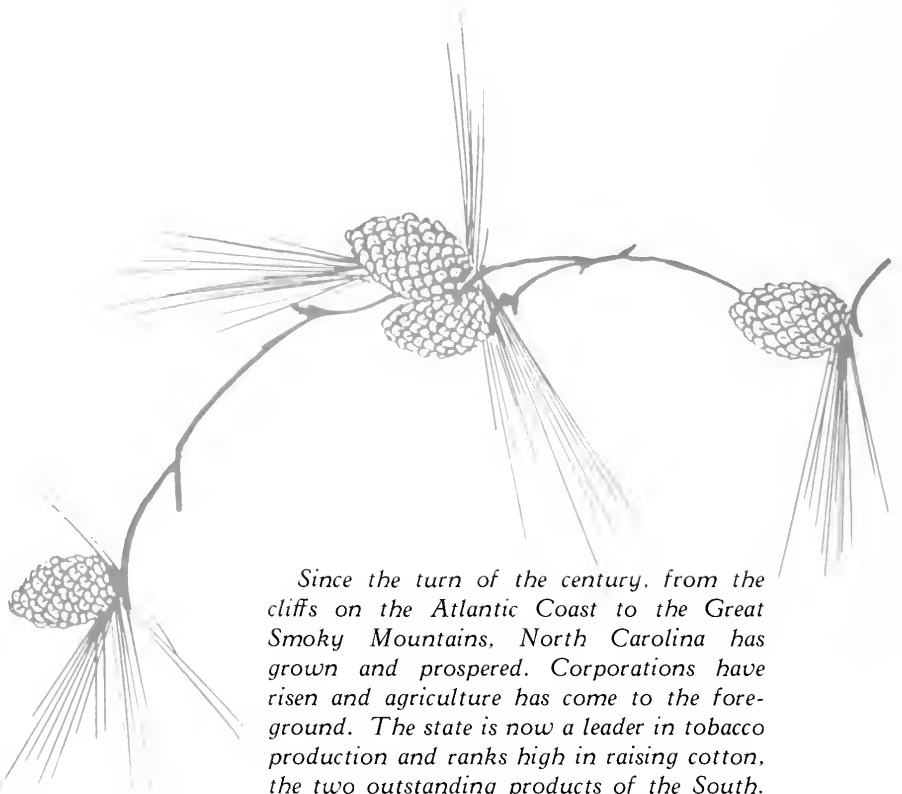 Since the turn of the century, from the
cliffs on the Atlantic Coast to the Great
Smoky Mountains, North Carolina has
grown and prospered. Corporations have
risen and agriculture has come to the fore-
ground. The state is now a leader in tobacco
production and ranks high in raising cotton,
the two outstanding products of the South.